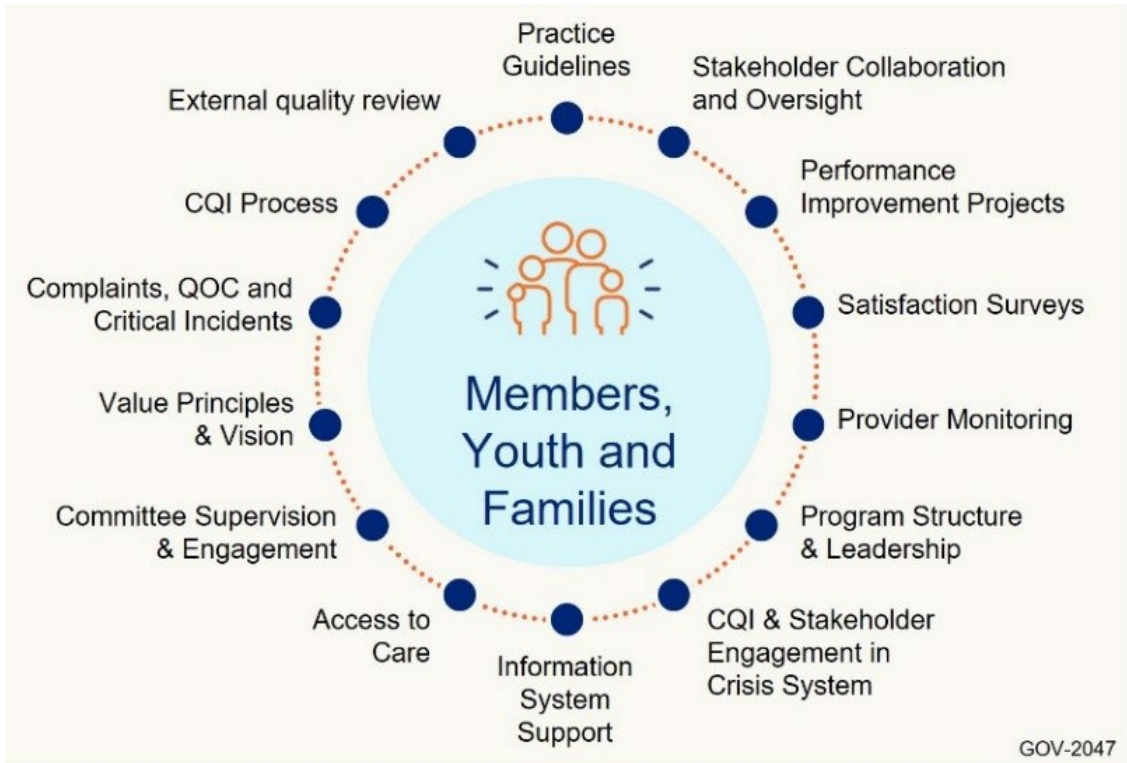 Practice
Guidelines
Stakeholder Collaboration
and Oversight
Performance
Improvement Projects
Satisfaction Surveys
Provider Monitoring
Program Structure
& Leadership
CQI & Stakeholder
Engagement in
Crisis System
Information
System
Support
Access to
Care
Committee Supervision
& Engagement
Value Principles
& Vision
Complaints, QOC and
Critical Incidents
CQI Process
External quality review
Members,
Youth and
Families
GOV-2047